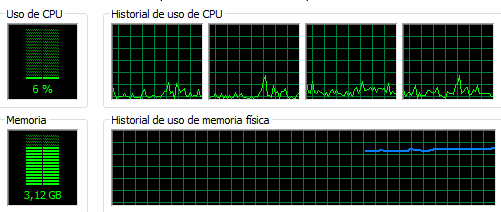 Uso de CPU
Historial de uso de CPU
6 %
Memoria
Historial de uso de memoria física
3,12 GB